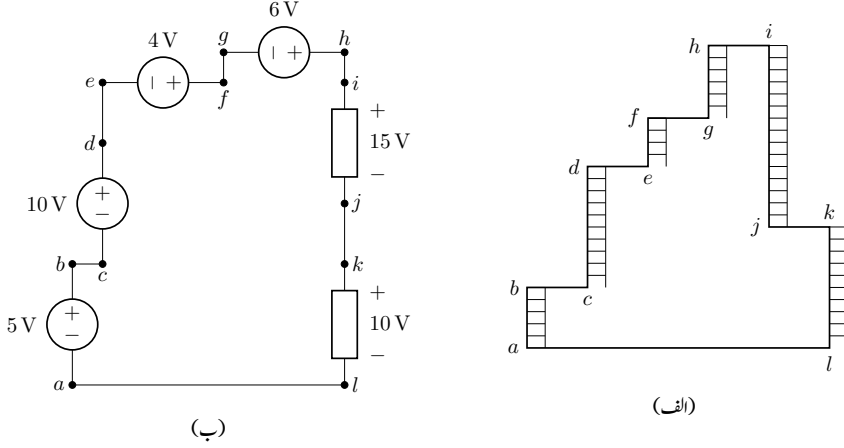 6 V
g h
4 V
e f i
+
15 V
−
d
+
10 V −
j
b c k
+
5 V −
+
10 V
−
a l
(ب)
h i
f g
d e
j k
b c
a l
(الف)